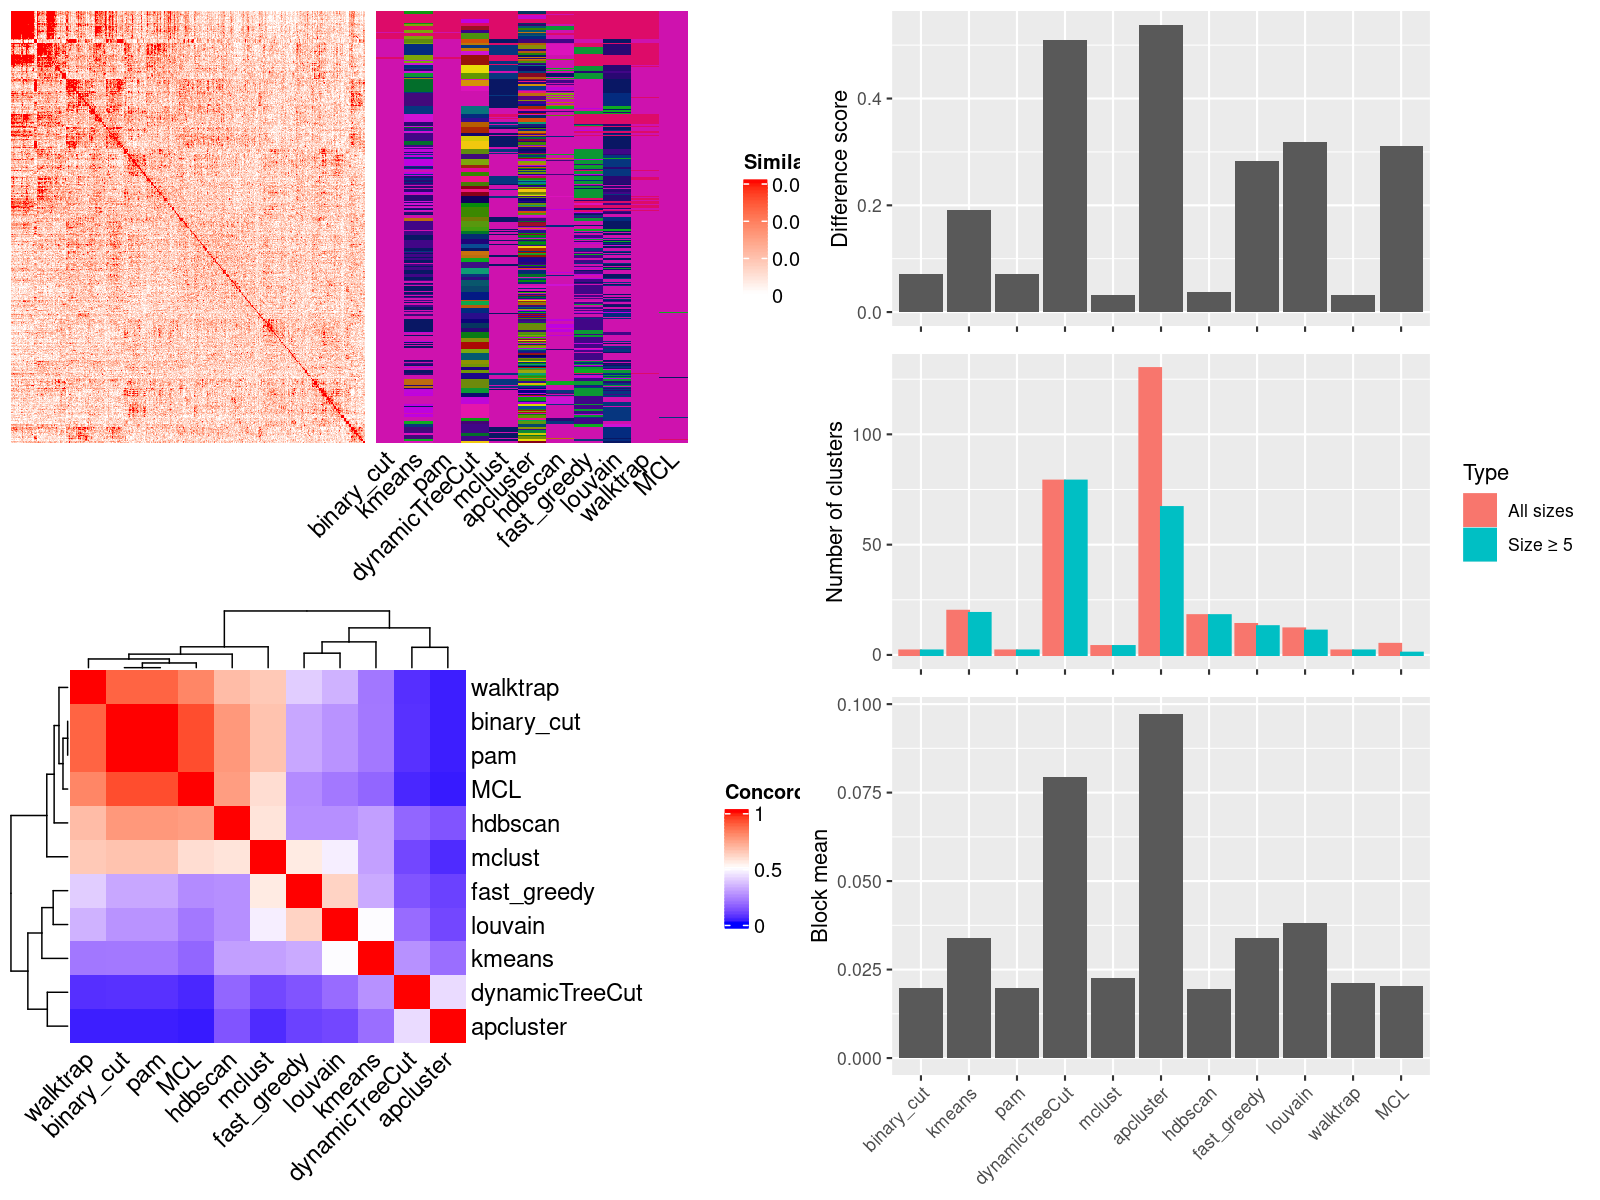 Simila
0.0
0.0
0.0
0
binary_cut
kmeans
pam
dynamicTreeCut
mclust
apcluster
hdbscan
fast_greedy
louvain
walktrap
MCL
walktrap
binary_cut
pam
MCL
hdbscan
mclust
fast_greedy
louvain
kmeans
dynamicTreeCut
apcluster
walktrap
binary_cut
pam
MCL
hdbscan
mclust
fast_greedy
louvain
kmeans
dynamicTreeCut
apcluster
Concord
1
0.5
0
Difference score
0.4
0.2
0.0
Number of clusters
100
50
0
Type
All sizes
Size ≥ 5
Block mean
0.100
0.075
0.050
0.025
0.000
binary_cut
kmeans
pam
dynamicTreeCut
mclust
apcluster
hdbscan
fast_greedy
louvain
walktrap
MCL